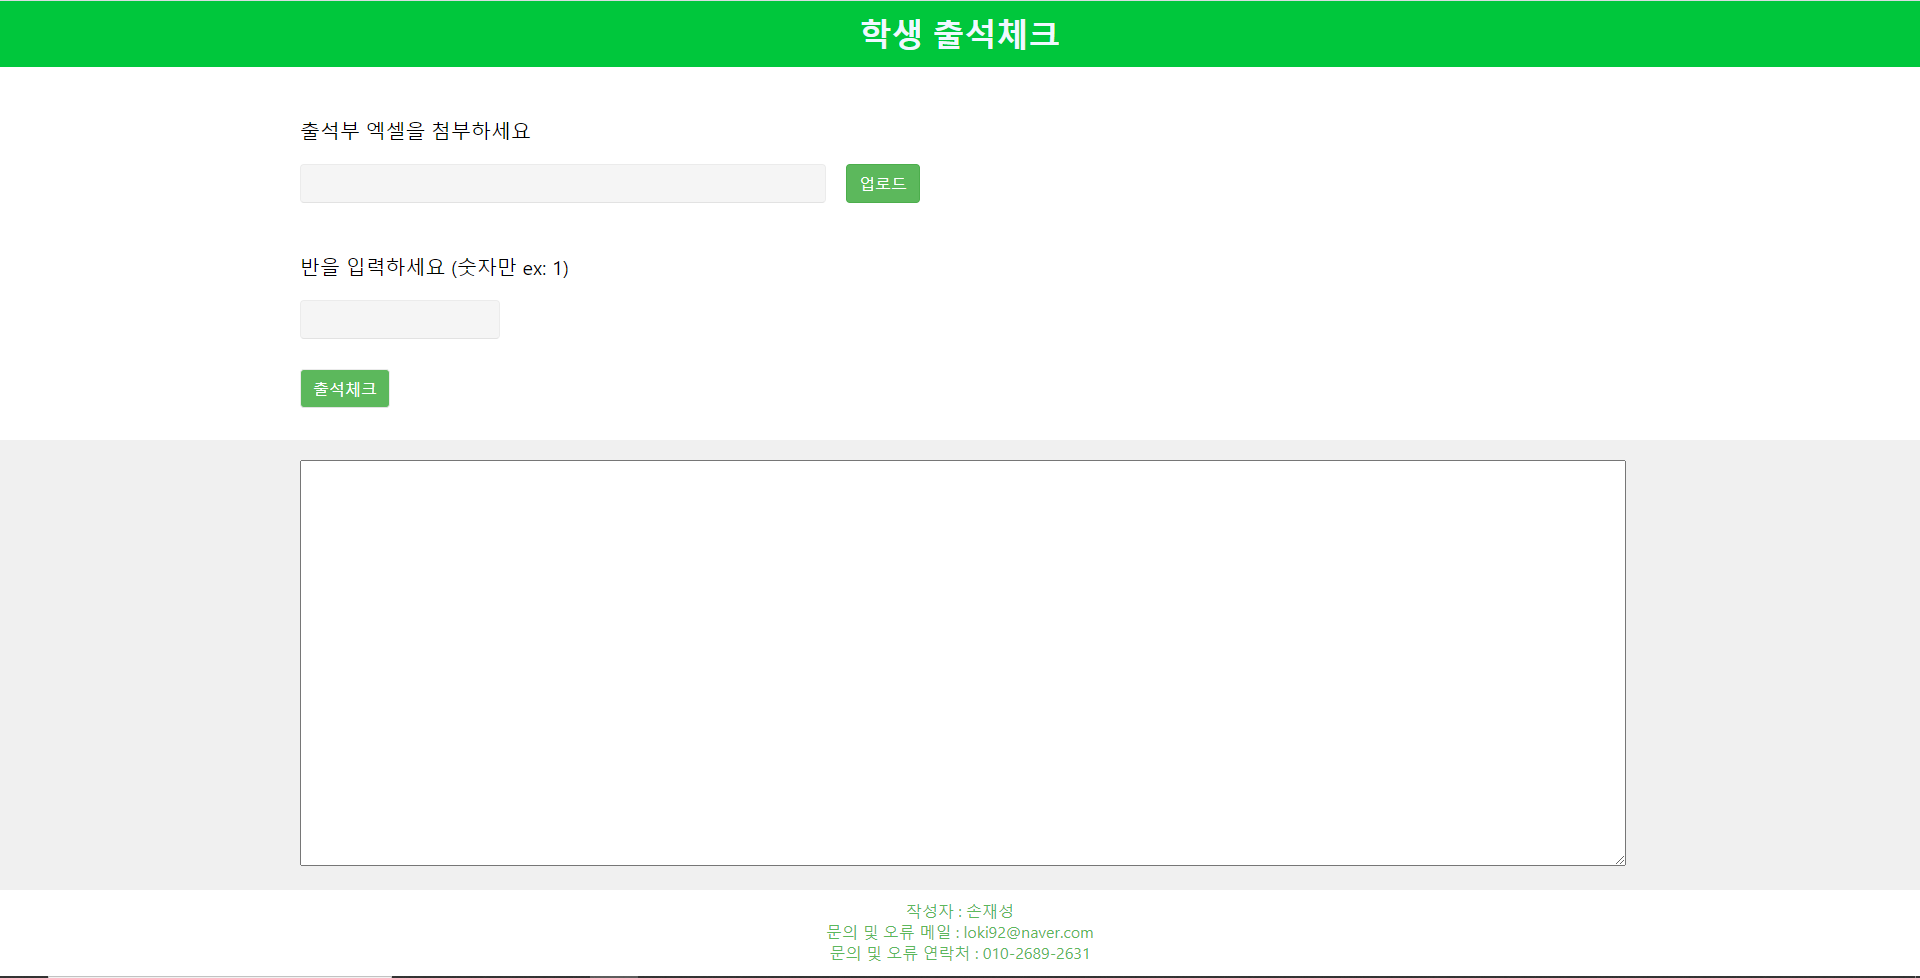 학생 출석체크
출석부 엑셀을 첨부하세요
업로드
반을 입력하세요 (숫자만 ex: 1)
출석체크
작성자 : 손재성
문의 및 오류 메일 : loki92@naver.com
문의 및 오류 연락처 : 010-2689-2631